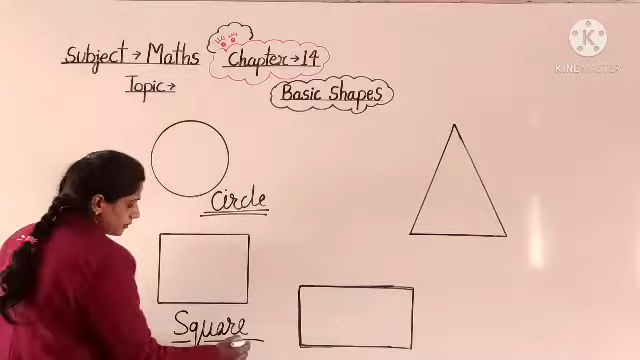 Subject → Maths
Chapter → 14
Topic →
Basic Shapes
Circle
Square
KINEMASTER